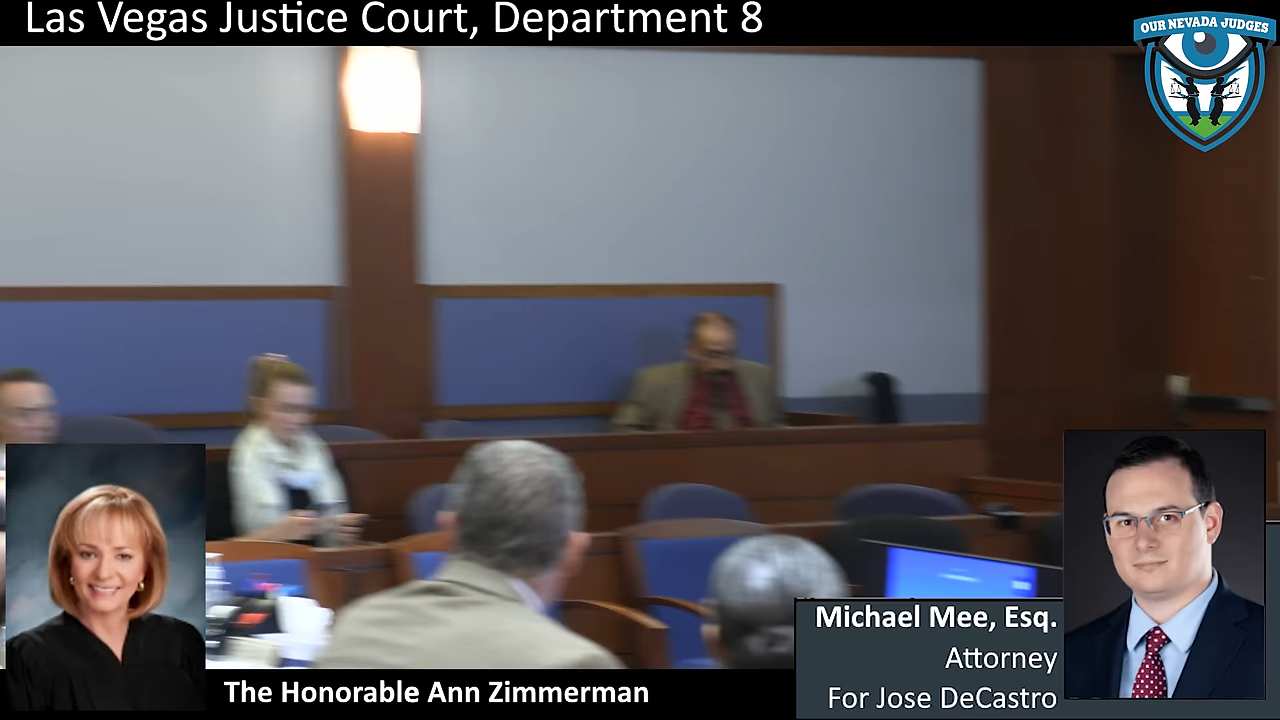 Las Vegas Justice Court, Department 8
OUR NEVADA JUDGES
Michael Mee, Esq.
Attorney
For Jose DeCastro
The Honorable Ann Zimmerman